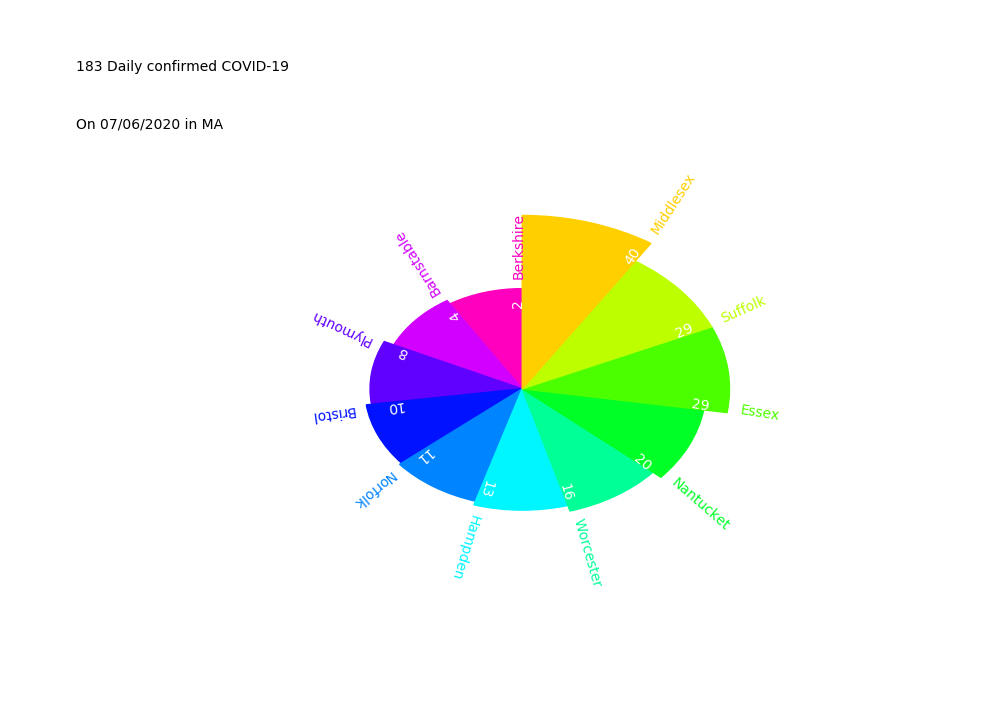 183 Daily confirmed COVID-19
On 07/06/2020 in MA
Middlesex
40
Suffolk
29
Essex
29
Nantucket
20
Worcester
16
Hampden
13
Norfolk
11
Bristol
10
Plymouth
8
Barnstable
4
Berkshire
2